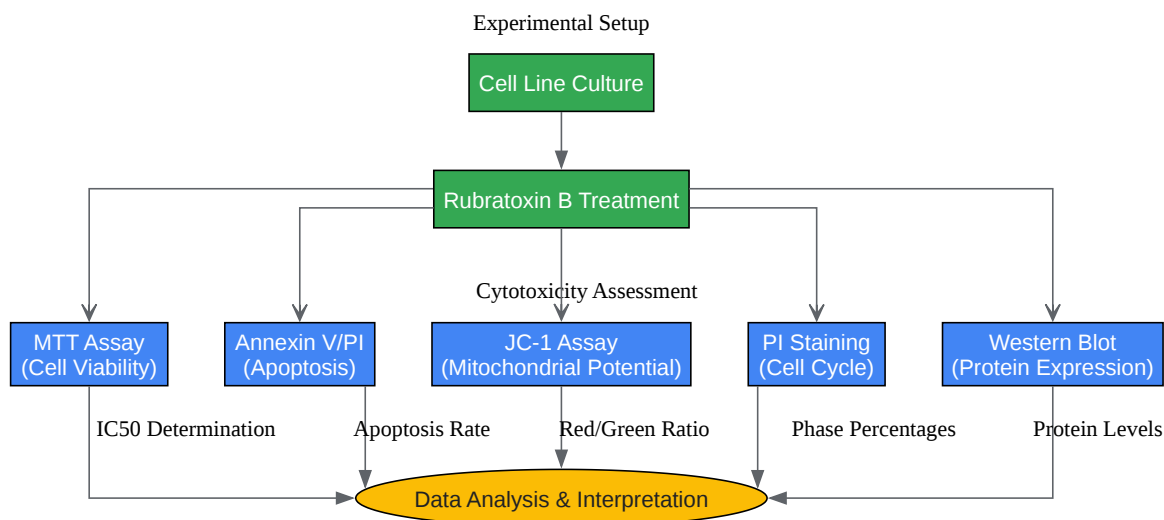 Experimental Setup
Cell Line Culture
Rubratoxin B Treatment
Cytotoxicity Assessment
MTT Assay
(Cell Viability)
Annexin V/PI
(Apoptosis)
JC-1 Assay
(Mitochondrial Potential)
PI Staining
(Cell Cycle)
Western Blot
(Protein Expression)
IC50 Determination
Apoptosis Rate
Red/Green Ratio
Phase Percentages
Protein Levels
Data Analysis & Interpretation